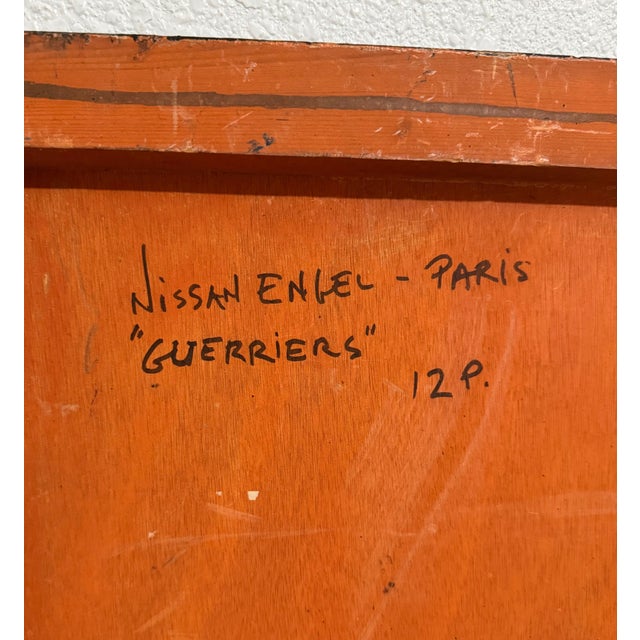 NiSSAN ENGEL - PARiS
"GUERRiERS"
12 P.